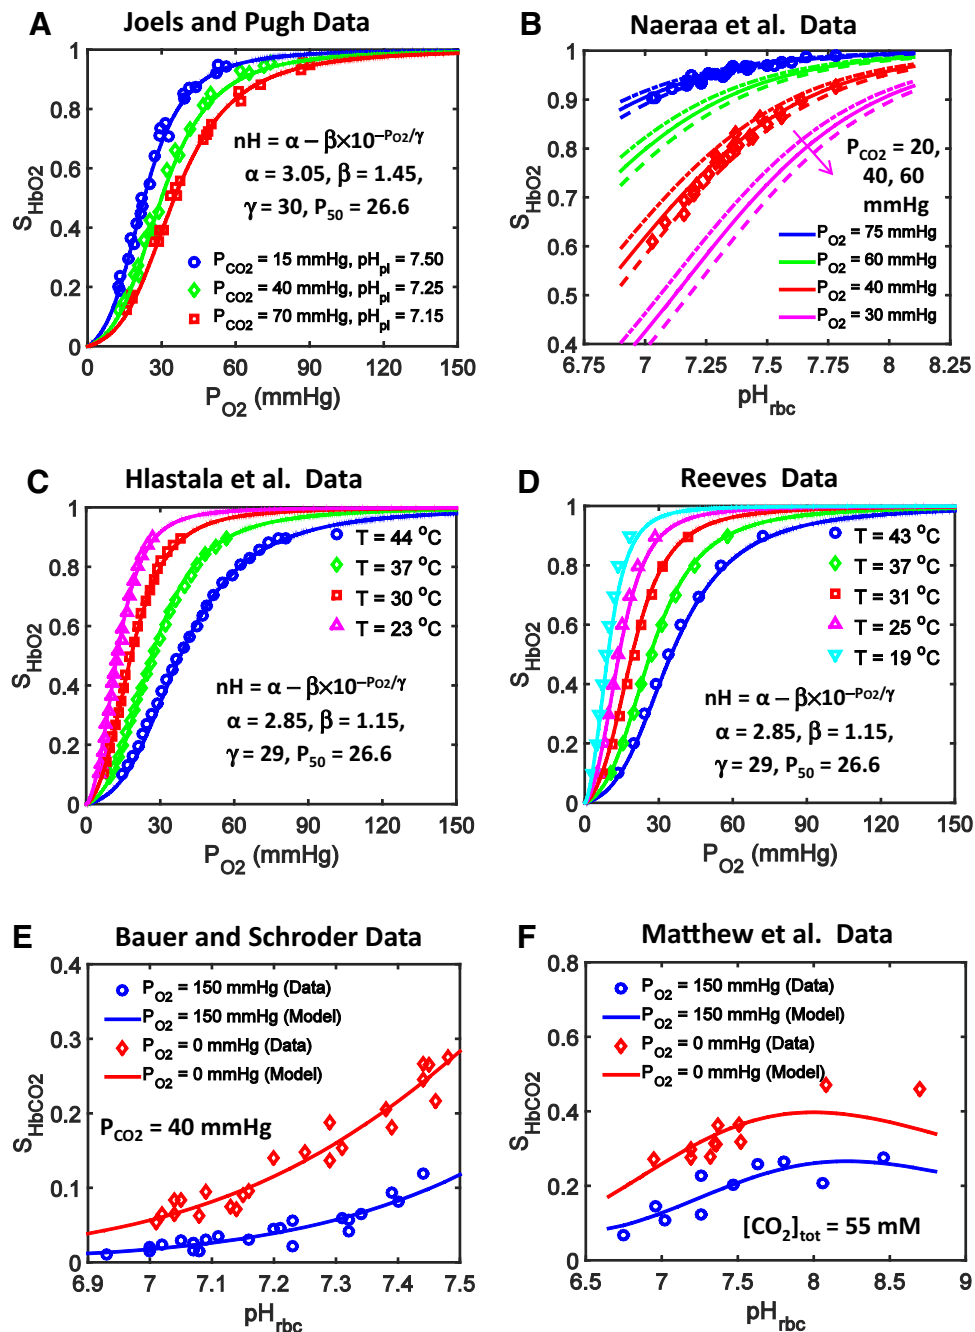 A Joels and Pugh Data
1
0.8
0.6
0.4
0.2
0
S_HbO2
nH = α – β×10^–PO2/γ
α = 3.05, β = 1.45,
γ = 30, P_50 = 26.6
P_CO2 = 15 mmHg, pH_pl = 7.50
P_CO2 = 40 mmHg, pH_pl = 7.25
P_CO2 = 70 mmHg, pH_pl = 7.15
0 30 60 90 120 150
P_O2 (mmHg)
B Naeraa et al. Data
1
0.9
0.8
0.7
0.6
0.5
0.4
S_HbO2
P_CO2 = 20,
40, 60
mmHg
P_O2 = 75 mmHg
P_O2 = 60 mmHg
P_O2 = 40 mmHg
P_O2 = 30 mmHg
6.75 7 7.25 7.5 7.75 8 8.25
pH_rbc
C Hlastala et al. Data
1
0.8
0.6
0.4
0.2
0
S_HbO2
T = 44 °C
T = 37 °C
T = 30 °C
T = 23 °C
nH = α – β×10^–PO2/γ
α = 2.85, β = 1.15,
γ = 29, P_50 = 26.6
0 30 60 90 120 150
P_O2 (mmHg)
D Reeves Data
1
0.8
0.6
0.4
0.2
0
S_HbO2
T = 43 °C
T = 37 °C
T = 31 °C
T = 25 °C
T = 19 °C
nH = α – β×10^–PO2/γ
α = 2.85, β = 1.15,
γ = 29, P_50 = 26.6
0 30 60 90 120 150
P_O2 (mmHg)
E Bauer and Schroder Data
0.4
0.3
0.2
0.1
0
S_HbCO2
P_O2 = 150 mmHg (Data)
P_O2 = 150 mmHg (Model)
P_O2 = 0 mmHg (Data)
P_O2 = 0 mmHg (Model)
P_CO2 = 40 mmHg
6.9 7 7.1 7.2 7.3 7.4 7.5
pH_rbc
F Matthew et al. Data
0.8
0.6
0.4
0.2
0
S_HbCO2
P_O2 = 150 mmHg (Data)
P_O2 = 150 mmHg (Model)
P_O2 = 0 mmHg (Data)
P_O2 = 0 mmHg (Model)
[CO_2]_tot = 55 mM
6.5 7 7.5 8 8.5 9
pH_rbc